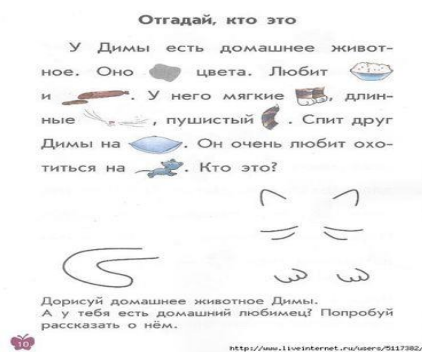 Отгадай, кто это
У Димы есть домашнее живот-
ное. Оно цвета. Любит
и . У него мягкие , длин-
ные , пушистый . Спит друг
Димы на . Он очень любит охо-
титься на . Кто это?
Дорисуй домашнее животное Димы.
А у тебя есть домашний любимец? Попробуй
рассказать о нём.
10
http://www.liveinternet.ru/users/5117382/